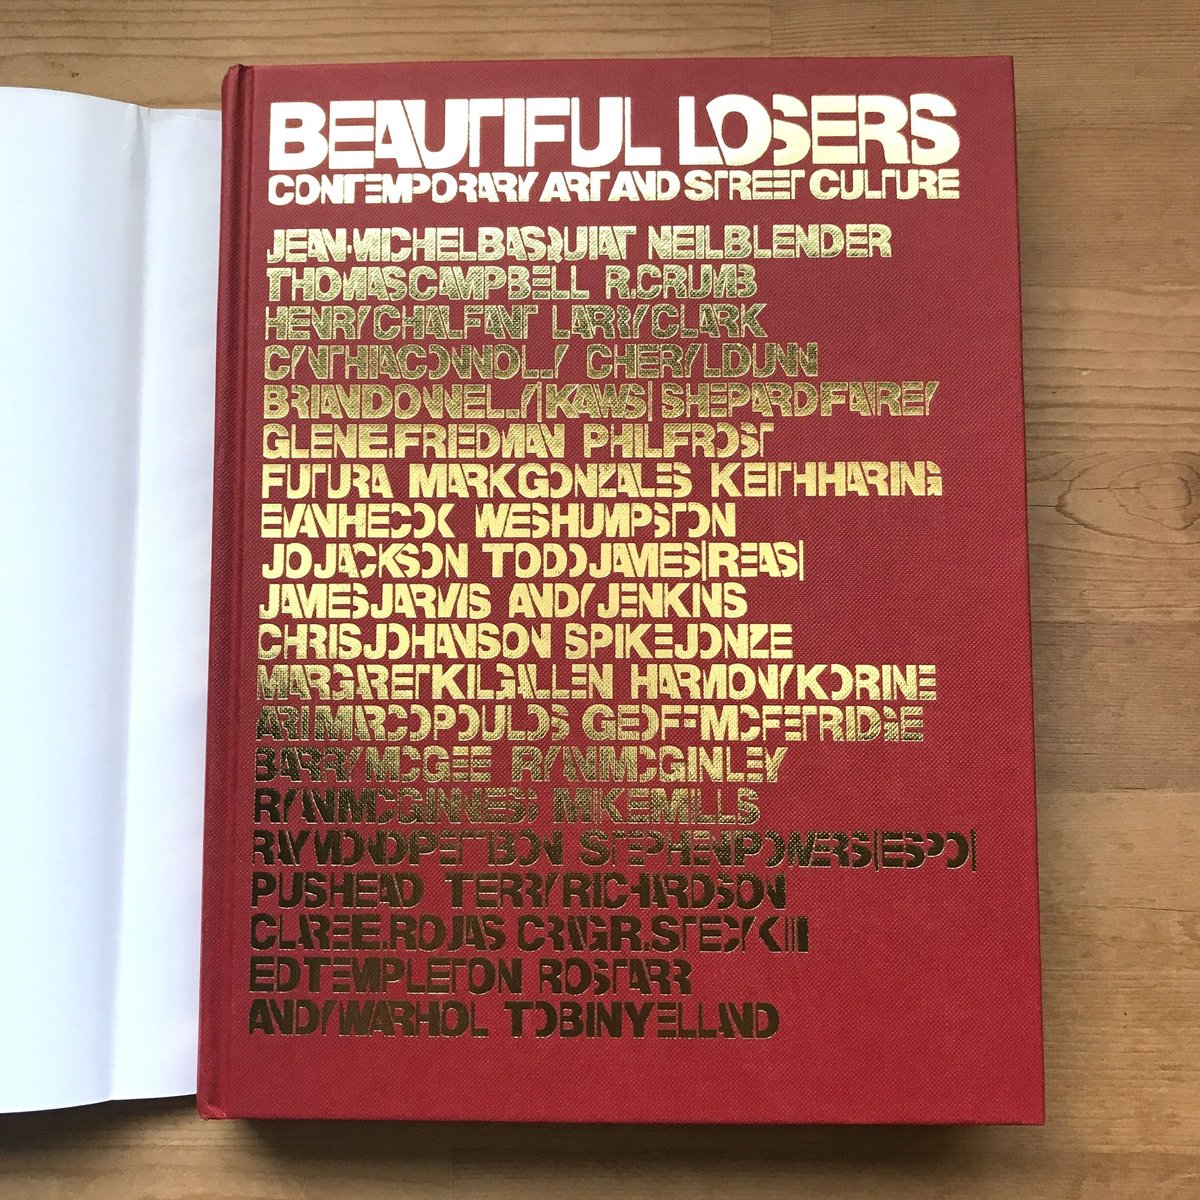 BEAUTIFUL LOSERS
CONTEMPORARY ART AND STREET CULTURE
JEAN-MICHEL BASQUIAT NEIL BLENDER
THOMAS CAMPBELL R. CRUMB
HENRY CHALFANT LARRY CLARK
CYNTHIA CONNOLLY CHERYL DUNN
BRIAN DONNELLY |KAWS| SHEPARD FAIREY
GLEN E. FRIEDMAN PHIL FROST
FUTURA MARK GONZALES KEITH HARING
EVAN HECOX WES HUMPSTON
JO JACKSON TODD JAMES |REAS|
JAMES JARVIS ANDY JENKINS
CHRIS JOHANSON SPIKE JONZE
MARGARET KILGALLEN HARMONY KORINE
ARI MARCOPOULOS GEOFF MCFETRIDGE
BARRY MCGEE RYAN MCGINLEY
RYAN MCGINNESS MIKE MILLS
RAYMOND PETTIBON STEPHEN POWERS |ESPO|
PUSHEAD TERRY RICHARDSON
CLARE E. ROJAS CRAIG R. STECYK III
ED TEMPLETON ROSTARR
ANDY WARHOL TOBIN YELLAND